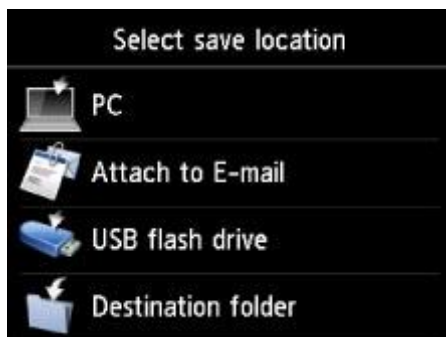 Select save location
PC
Attach to E-mail
USB flash drive
Destination folder